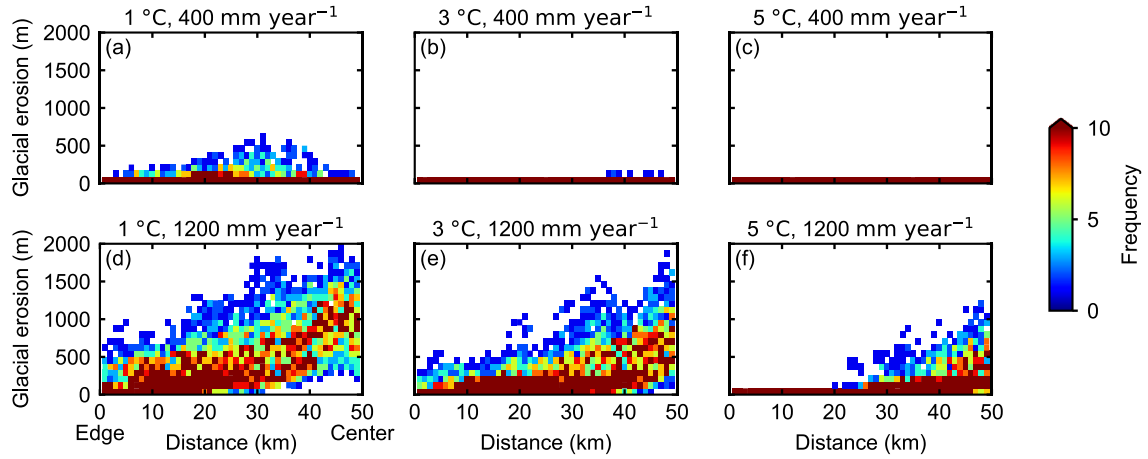 1 °C, 400 mm year⁻¹
3 °C, 400 mm year⁻¹
5 °C, 400 mm year⁻¹
Glacial erosion (m)
2000
1500
1000
500
0
(a)
(b)
(c)
1 °C, 1200 mm year⁻¹
3 °C, 1200 mm year⁻¹
5 °C, 1200 mm year⁻¹
Glacial erosion (m)
2000
1500
1000
500
0
(d)
(e)
(f)
0 10 20 30 40 50
0 10 20 30 40 50
0 10 20 30 40 50
Edge
Distance (km)
Center
Distance (km)
Distance (km)
10
5
0
Frequency